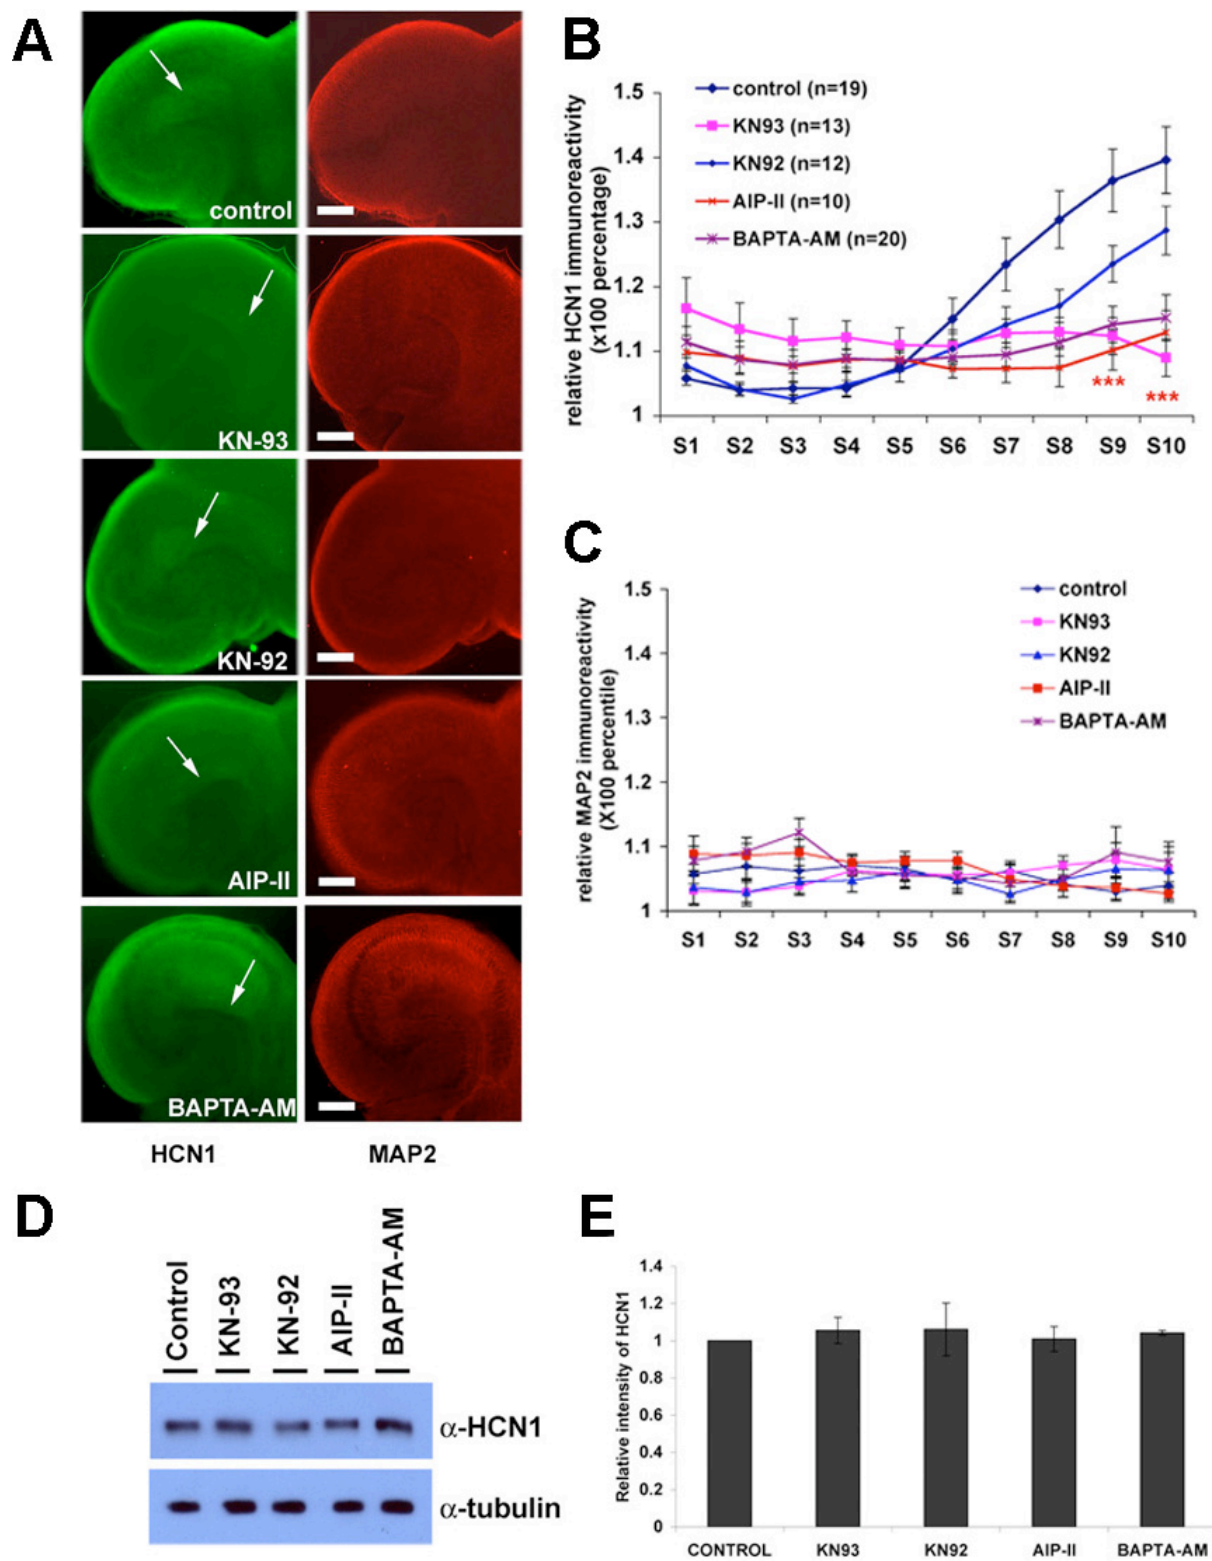 A
control
KN-93
KN-92
AIP-II
BAPTA-AM
HCN1 MAP2
B
relative HCN1 immunoreactivity
(x100 percentage)
control (n=19)
KN93 (n=13)
KN92 (n=12)
AIP-II (n=10)
BAPTA-AM (n=20)
1.5
1.4
1.3
1.2
1.1
1
***
***
S1 S2 S3 S4 S5 S6 S7 S8 S9 S10
C
relative MAP2 immunoreactivity
(X100 percentile)
control
KN93
KN92
AIP-II
BAPTA-AM
1.5
1.4
1.3
1.2
1.1
1
S1 S2 S3 S4 S5 S6 S7 S8 S9 S10
D
Control
KN-93
KN-92
AIP-II
BAPTA-AM
α-HCN1
α-tubulin
E
Relative intensity of HCN1
1.4
1.2
1
0.8
0.6
0.4
0.2
0
CONTROL KN93 KN92 AIP-II BAPTA-AM